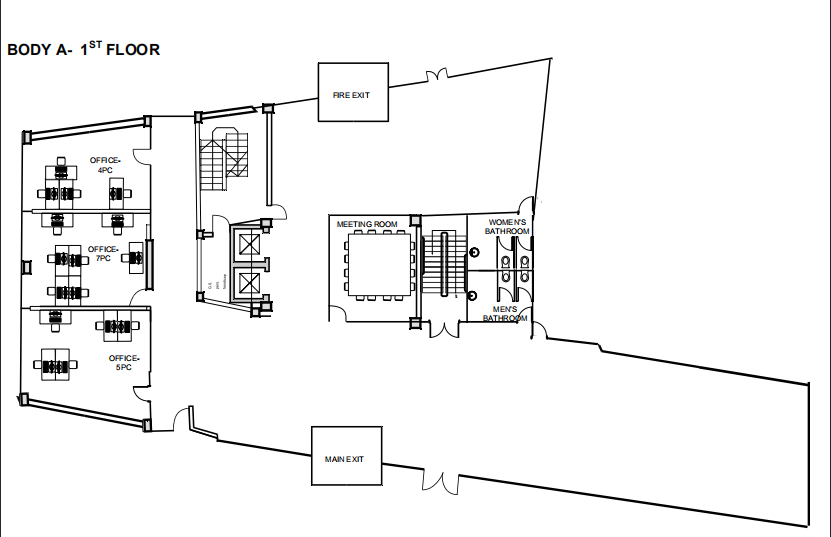 BODY A- 1ST FLOOR
FIRE EXIT
OFFICE-
4PC
MEETING ROOM
WOMEN'S
BATHROOM
OFFICE-
7PC
MEN'S
BATHROOM
OFFICE-
5PC
MAIN EXIT